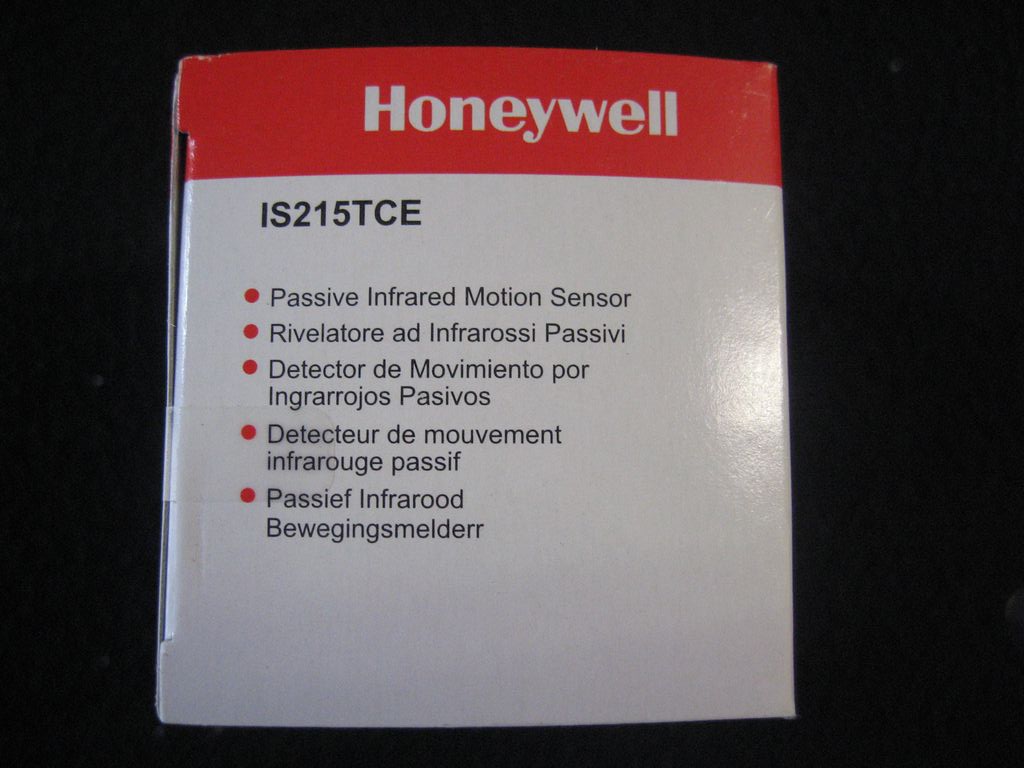 Honeywell
IS215TCE
Passive Infrared Motion Sensor
Rivelatore ad Infrarossi Passivi
Detector de Movimiento por
Ingrarrojos Pasivos
Detecteur de mouvement
infrarouge passif
Passief Infrarood
Bewegingsmelderr